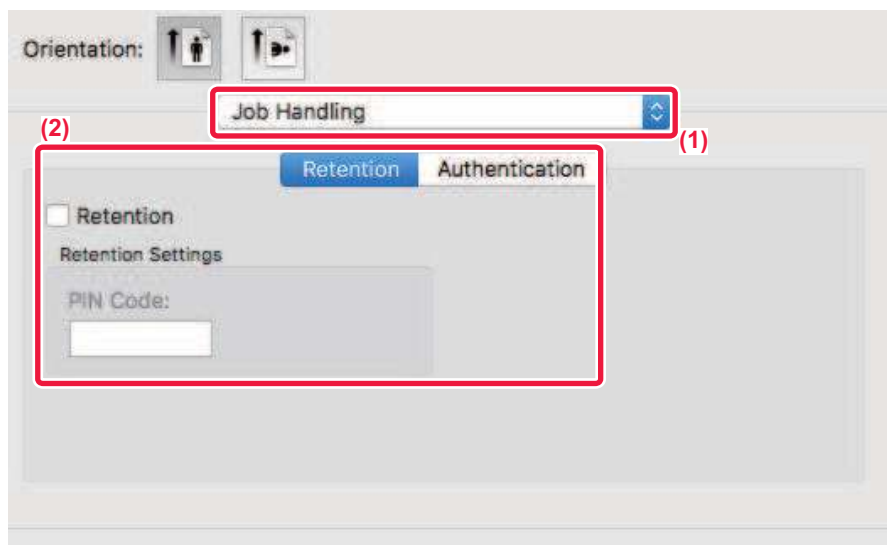 Orientation:
Job Handling
(1)
(2)
Retention Authentication
Retention
Retention Settings
PIN Code: